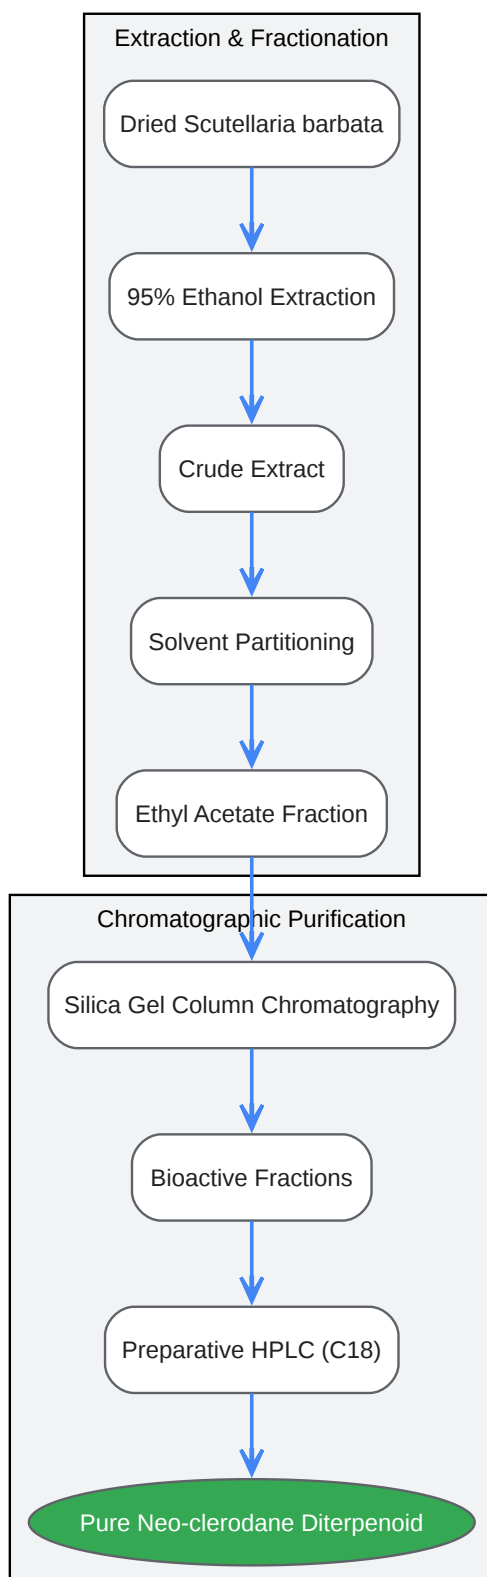 Extraction & Fractionation
Dried Scutellaria barbata
95% Ethanol Extraction
Crude Extract
Solvent Partitioning
Ethyl Acetate Fraction
Chromatographic Purification
Silica Gel Column Chromatography
Bioactive Fractions
Preparative HPLC (C18)
Pure Neo-clerodane Diterpenoid